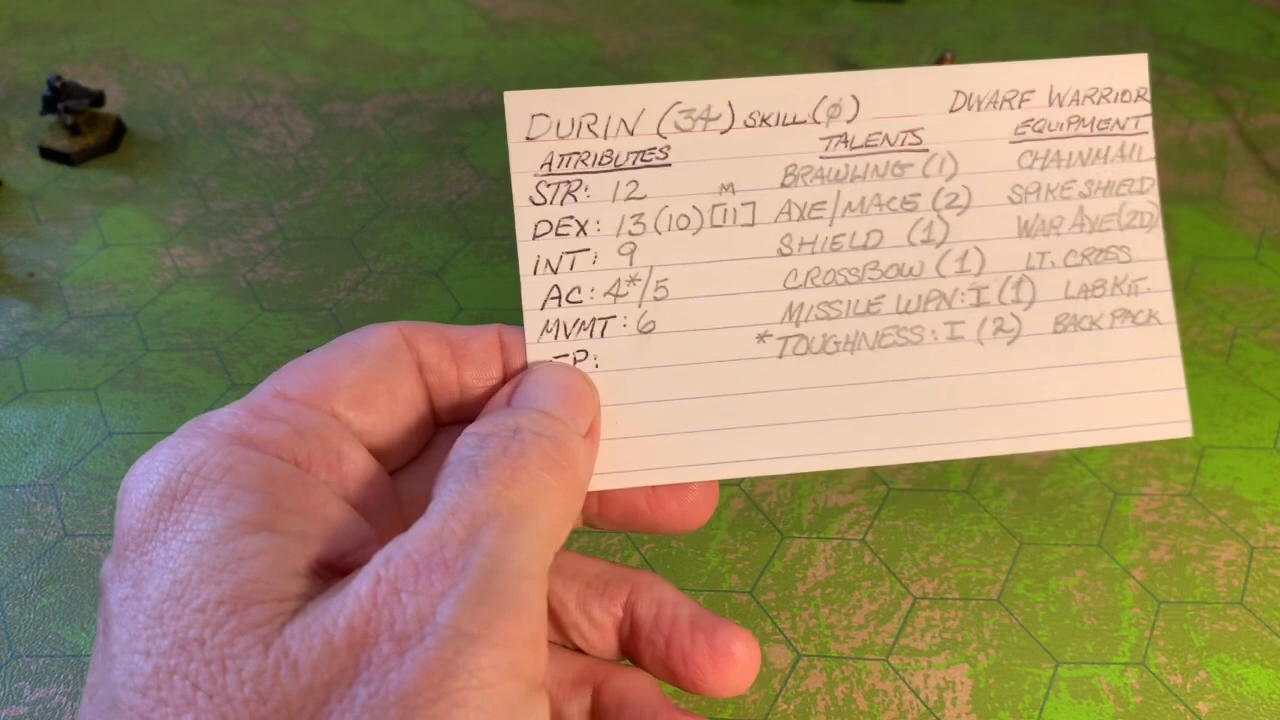 DURIN (34) SKILL:(ø) DWARF WARRIOR
ATTRIBUTES TALENTS EQUIPMENT
STR: 12 BRAWLING (1) CHAINMAIL
DEX: 13 (10) [11] M AXE/MACE (2) SPIKE SHIELD
INT: 9 SHIELD (1) WAR AXE (2D)
AC: 4*/5 CROSSBOW (1) LT. CROSS
MVMT: 6 MISSILE WPN: I (1) LAB KIT.
*TOUGHNESS: I (2) BACK PACK